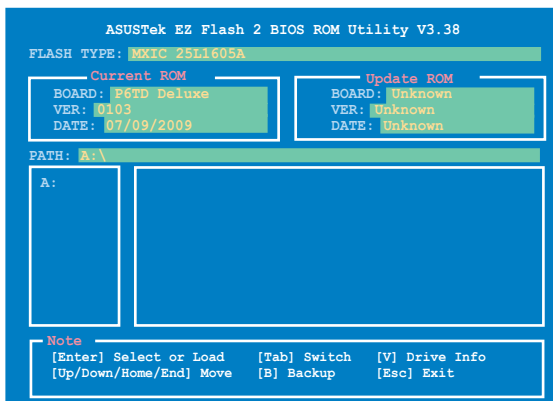 ASUSTek EZ Flash 2 BIOS ROM Utility V3.38
FLASH TYPE: MXIC 25L1605A
Current ROM
BOARD: P6TD Deluxe
VER: 0103
DATE: 07/09/2009
Update ROM
BOARD: Unknown
VER: Unknown
DATE: Unknown
PATH: A:\
A:
Note
[Enter] Select or Load [Tab] Switch [V] Drive Info
[Up/Down/Home/End] Move [B] Backup [Esc] Exit